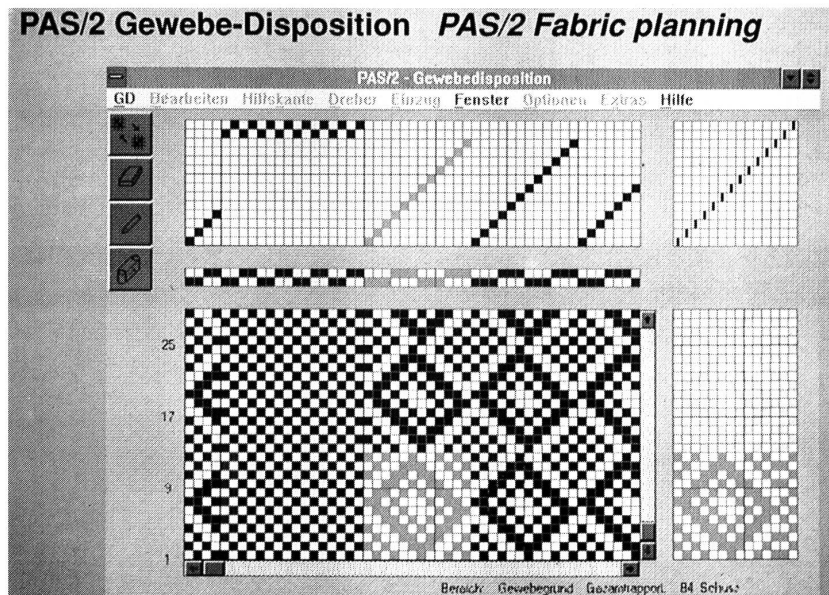 PAS/2 Gewebe-Disposition PAS/2 Fabric planning
PAS/2 - Gewebedisposition
GD Bearbeiten Hilfskante Dreher Einzug Fenster Optionen Extras Hilfe
25
17
9
1
Bereich: Gewebegrund Gesamtrapport: 84 Schuss